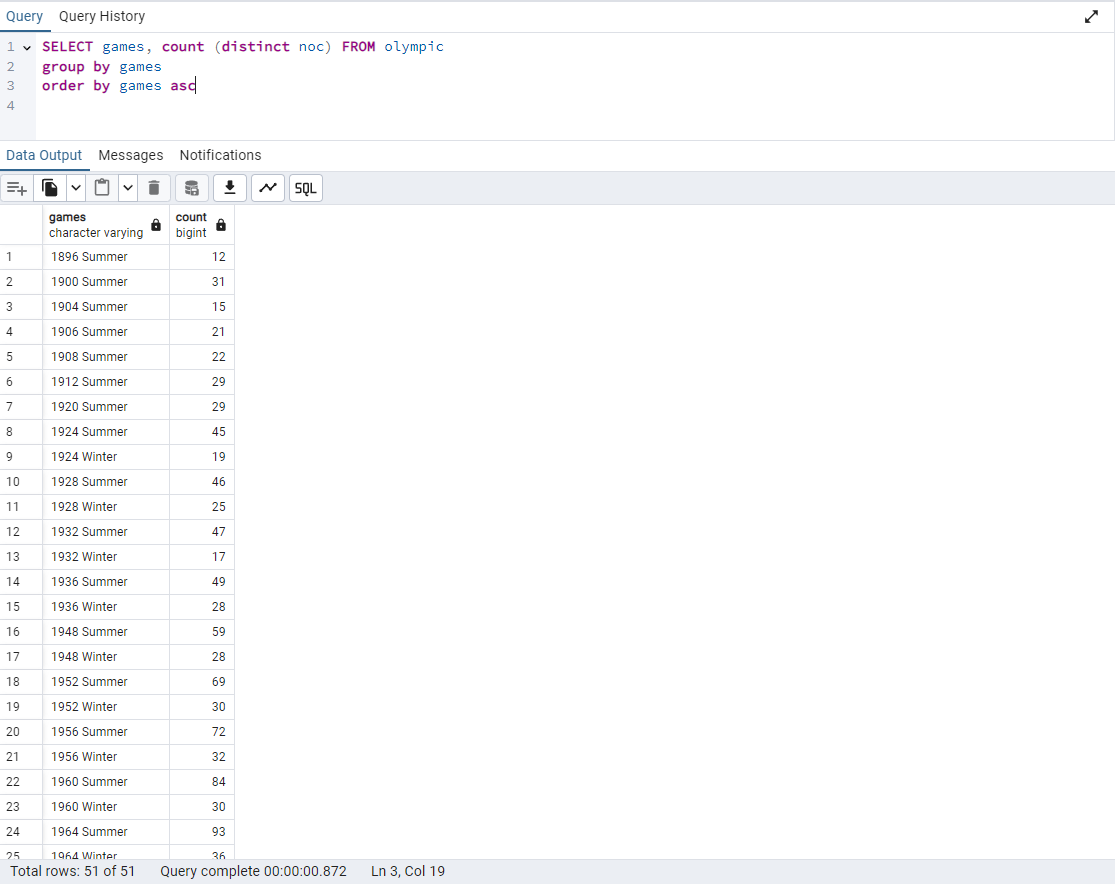 Query Query History
1 SELECT games, count (distinct noc) FROM olympic
2 group by games
3 order by games asc
4
Data Output Messages Notifications
SQL
games count
character varying bigint
1 1896 Summer 12
2 1900 Summer 31
3 1904 Summer 15
4 1906 Summer 21
5 1908 Summer 22
6 1912 Summer 29
7 1920 Summer 29
8 1924 Summer 45
9 1924 Winter 19
10 1928 Summer 46
11 1928 Winter 25
12 1932 Summer 47
13 1932 Winter 17
14 1936 Summer 49
15 1936 Winter 28
16 1948 Summer 59
17 1948 Winter 28
18 1952 Summer 69
19 1952 Winter 30
20 1956 Summer 72
21 1956 Winter 32
22 1960 Summer 84
23 1960 Winter 30
24 1964 Summer 93
25 1964 Winter 36
Total rows: 51 of 51 Query complete 00:00:00.872 Ln 3, Col 19